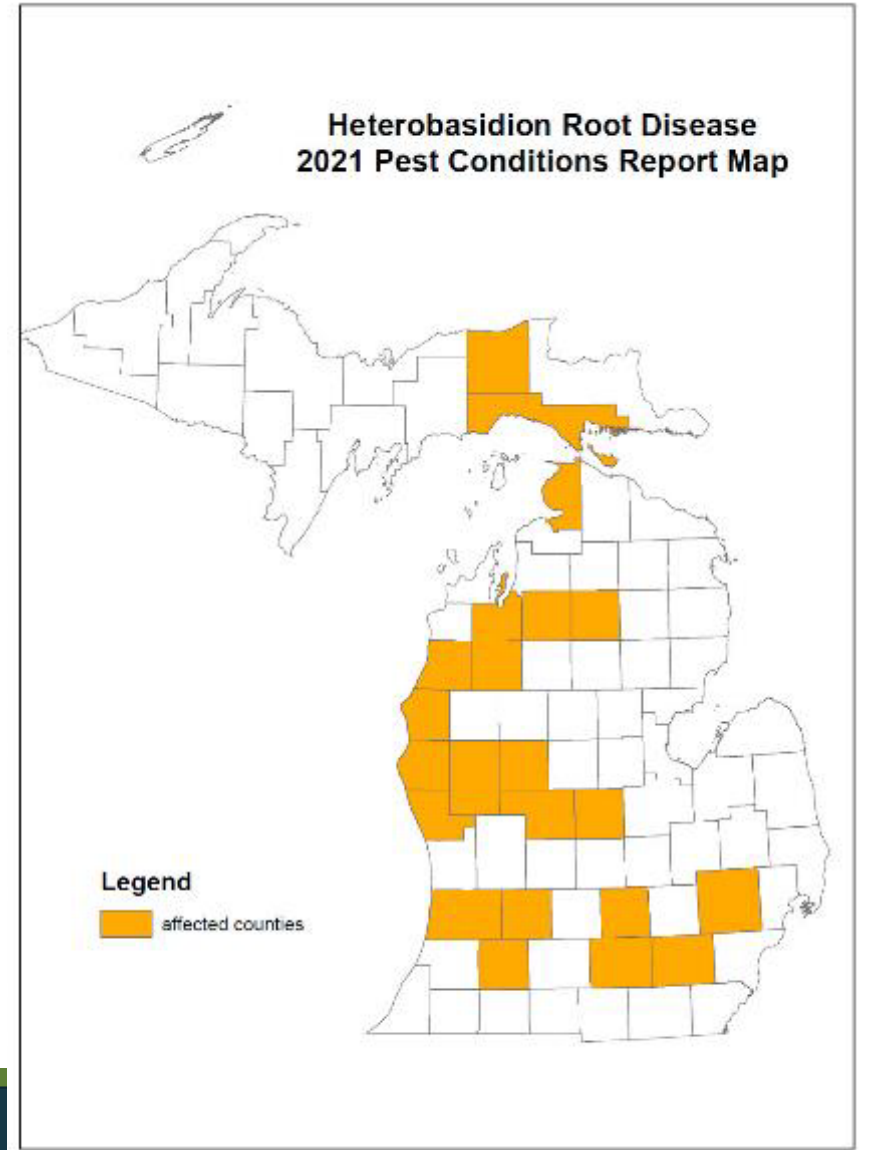 Heterobasidion Root Disease
2021 Pest Conditions Report Map
Legend
affected counties